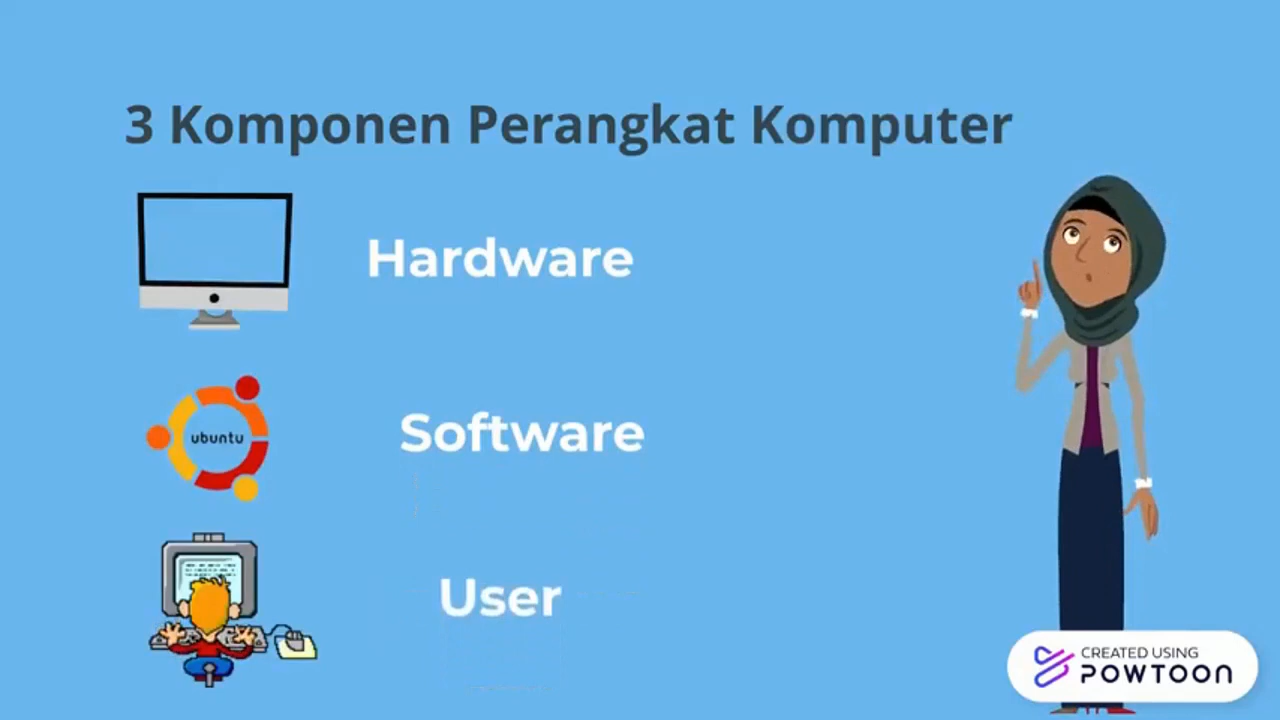 3 Komponen Perangkat Komputer
Hardware
ubuntu
Software
User
CREATED USING
POWTOON